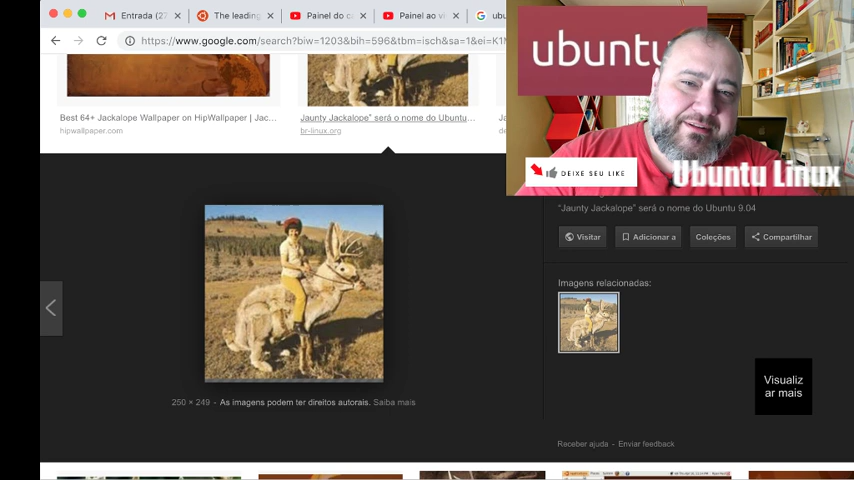 Entrada (27
The leading
Painel do ca
Painel ao vi
ubu
https://www.google.com/search?biw=1203&bih=596&tbm=isch&sa=1&ei=K1
ubuntu
Best 64+ Jackalope Wallpaper on HipWallpaper | Jac...
hipwallpaper.com
Jaunty Jackalope" será o nome do Ubuntu...
br-linux.org
DEIXE SEU LIKE
Ubuntu Linux
"Jaunty Jackalope" será o nome do Ubuntu 9.04
Visitar
Adicionar a
Coleções
Compartilhar
Imagens relacionadas:
Visualiz
ar mais
250 × 249 - As imagens podem ter direitos autorais. Saiba mais
Receber ajuda - Enviar feedback